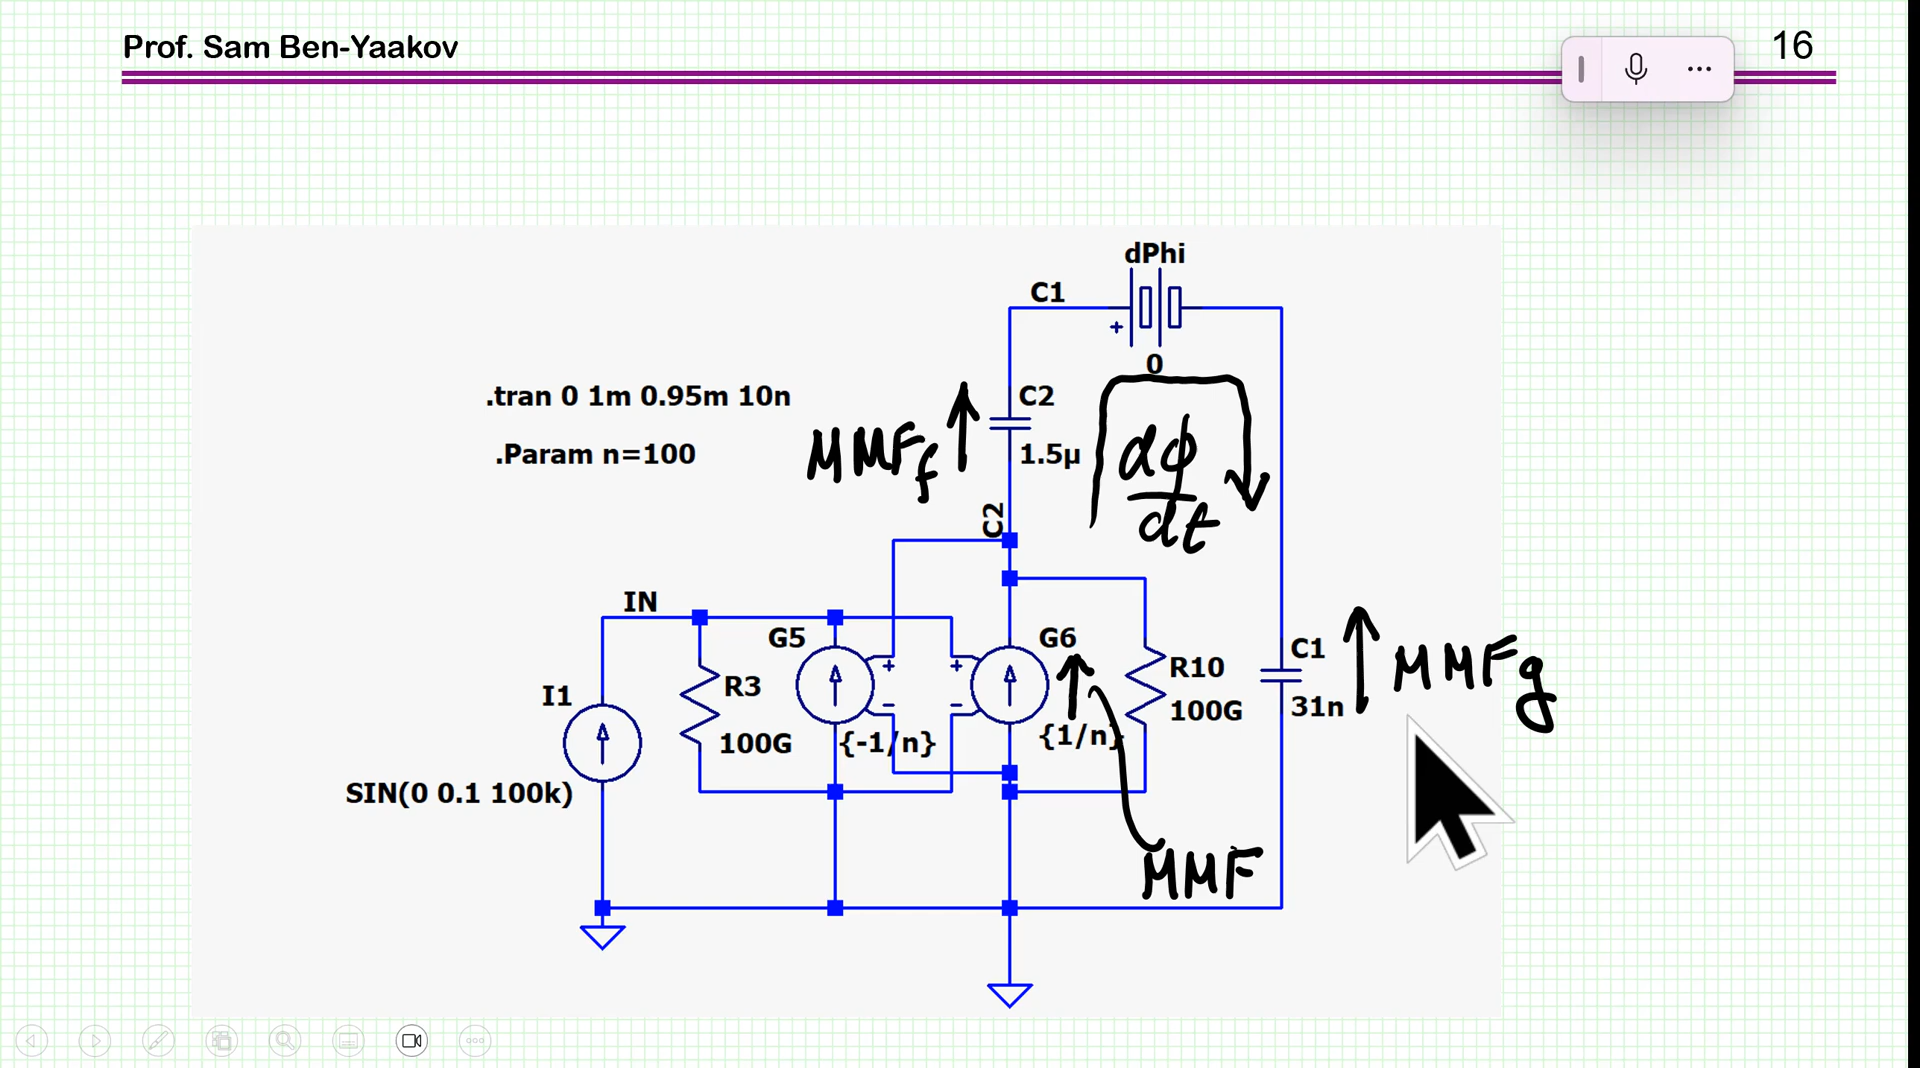 Prof. Sam Ben-Yaakov
16
dPhi
C1
+
0
.tran 0 1m 0.95m 10n
C2
MMFf
1.5µ
dϕ
dt
.Param n=100
C2
IN
G5
G6
+
+
R10
C1
MMFg
I1
R3
100G
31n
100G
-
-
{-1/n}
{1/n}
SIN(0 0.1 100k)
MMF